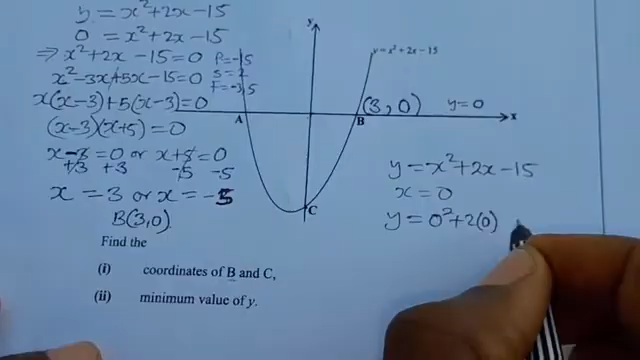 y = x²+2x-15
0 = x²+2x-15
⇒ x²+2x-15=0
P=-15
S=2
F=-3,5
x²-3x+5x-15=0
x(x-3)+5(x-3)=0
(x-3)(x+5)=0
x-3=0 or x+5=0
+3 +3 -5 -5
x = 3 or x = -5
B(3,0)
y
y = x² + 2x - 15
(3,0)
y=0
A
B
x
C
y = x²+2x-15
x = 0
y = 0²+2(0)
Find the
(i) coordinates of B and C,
(ii) minimum value of y.